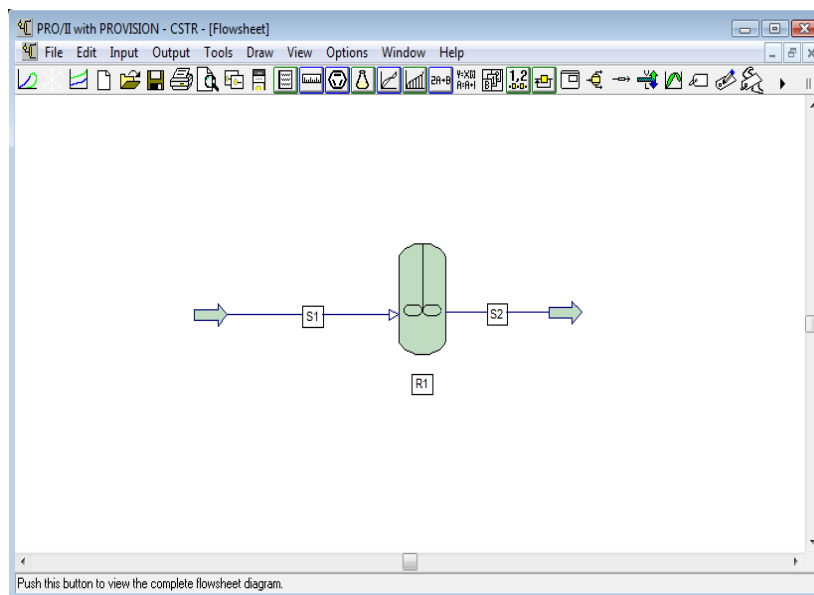 PRO/II with PROVISION - CSTR - [Flowsheet]
File Edit Input Output Tools Draw View Options Window Help
2A+B 1,2
S1
S2
R1
Push this button to view the complete flowsheet diagram.